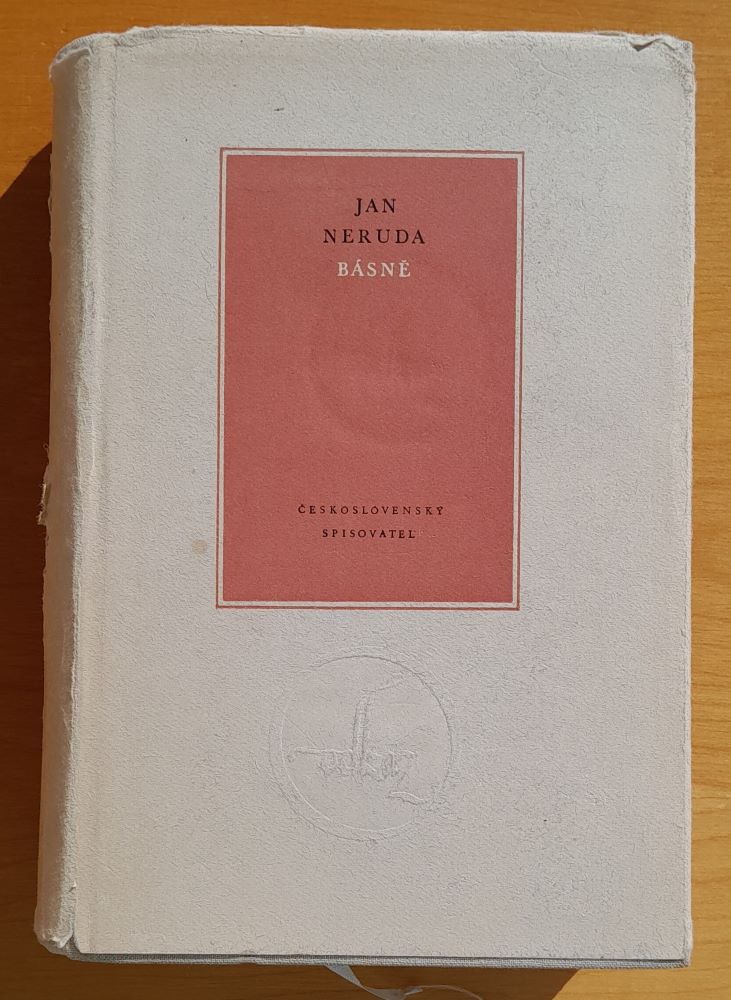 JAN
NERUDA
BÁSNĚ
ČESKOSLOVENSKÝ
SPISOVATEL